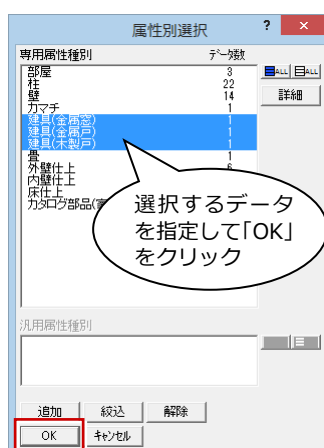 属性別選択
? ×
専用属性種別 データ数
部屋 3
柱 22
壁 14
カマチ 1
建具(金属窓) 1
建具(金属戸) 1
建具(木製戸) 1
畳 1
外壁仕上 6
内壁仕上
床仕上
カタログ部品(
ALL ALL
詳細
選択するデータ
を指定して「OK」
をクリック
汎用属性種別
追加 絞込 解除
OK キャンセル